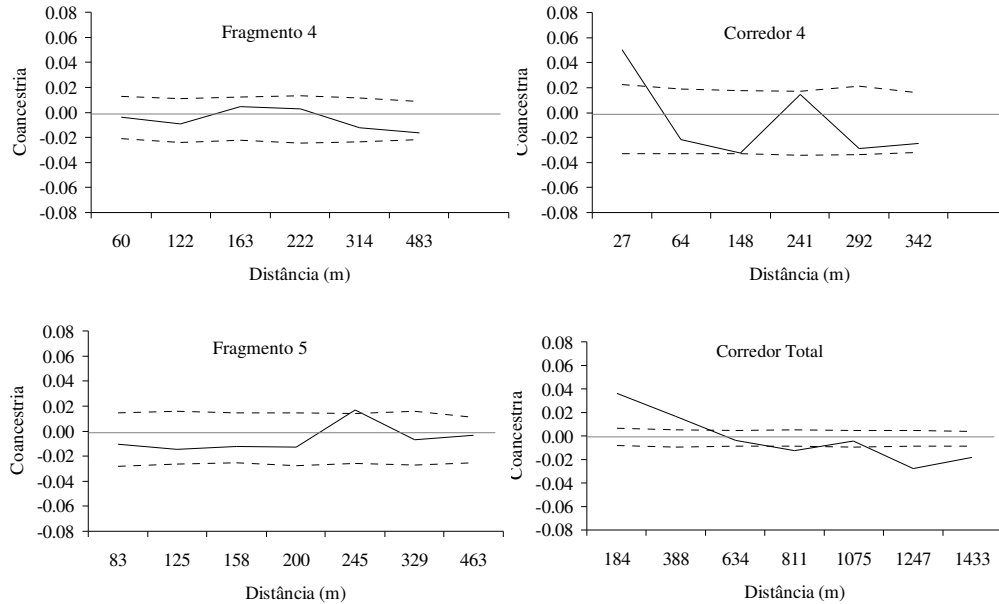 Fragmento 4
Coancestria
0.08
0.06
0.04
0.02
0.00
-0.02
-0.04
-0.06
-0.08
60 122 163 222 314 483
Distância (m)
Corredor 4
Coancestria
0.08
0.06
0.04
0.02
0.00
-0.02
-0.04
-0.06
-0.08
27 64 148 241 292 342
Distância (m)
Fragmento 5
Coancestria
0.08
0.06
0.04
0.02
0.00
-0.02
-0.04
-0.06
-0.08
83 125 158 200 245 329 463
Distância (m)
Corredor Total
Coancestria
0.08
0.06
0.04
0.02
0.00
-0.02
-0.04
-0.06
-0.08
184 388 634 811 1075 1247 1433
Distância (m)